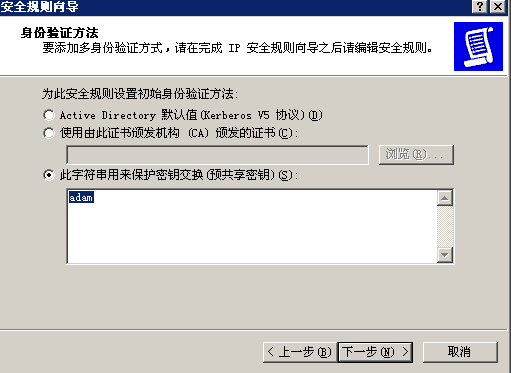 安全规则向导
身份验证方法
要添加多身份验证方式，请在完成 IP 安全规则向导之后请编辑安全规则。
为此安全规则设置初始身份验证方法:
Active Directory 默认值(Kerberos V5 协议)(D)
使用由此证书颁发机构 (CA) 颁发的证书(C):
浏览(R)...
此字符串用来保护密钥交换(预共享密钥)(S):
adam
< 上一步(B) 下一步(N) > 取消